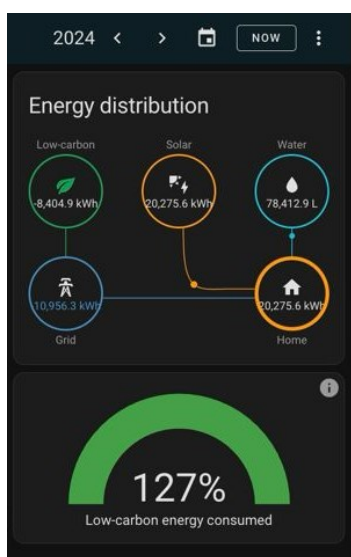 2024
NOW
Energy distribution
Low-carbon
Solar
Water
-8,404.9 kWh
20,275.6 kWh
78,412.9 L
-10,956.3 kWh
20,275.6 kWh
Grid
Home
127%
Low-carbon energy consumed